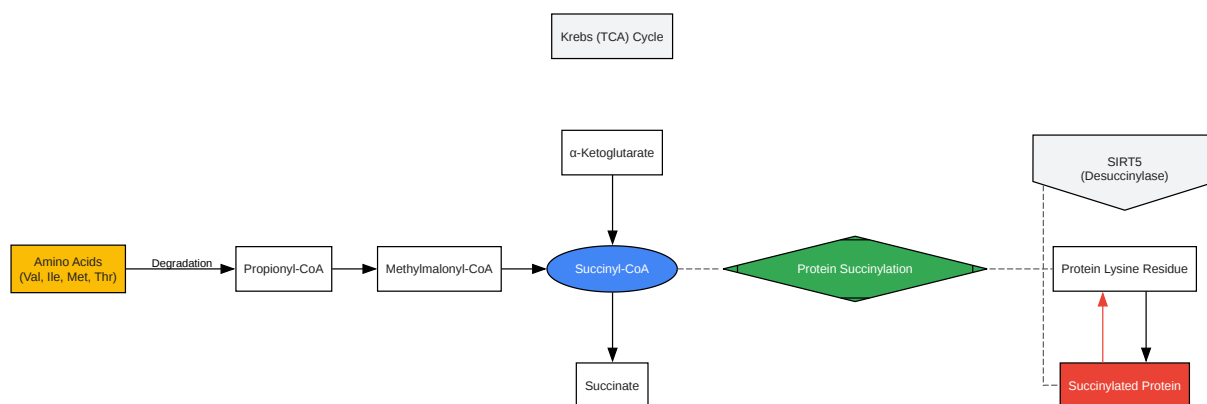 Krebs (TCA) Cycle
α-Ketoglutarate
SIRT5
(Desuccinylase)
Amino Acids
(Val, Ile, Met, Thr)
Degradation
Propionyl-CoA
Methylmalonyl-CoA
Succinyl-CoA
Protein Succinylation
Protein Lysine Residue
Succinate
Succinylated Protein